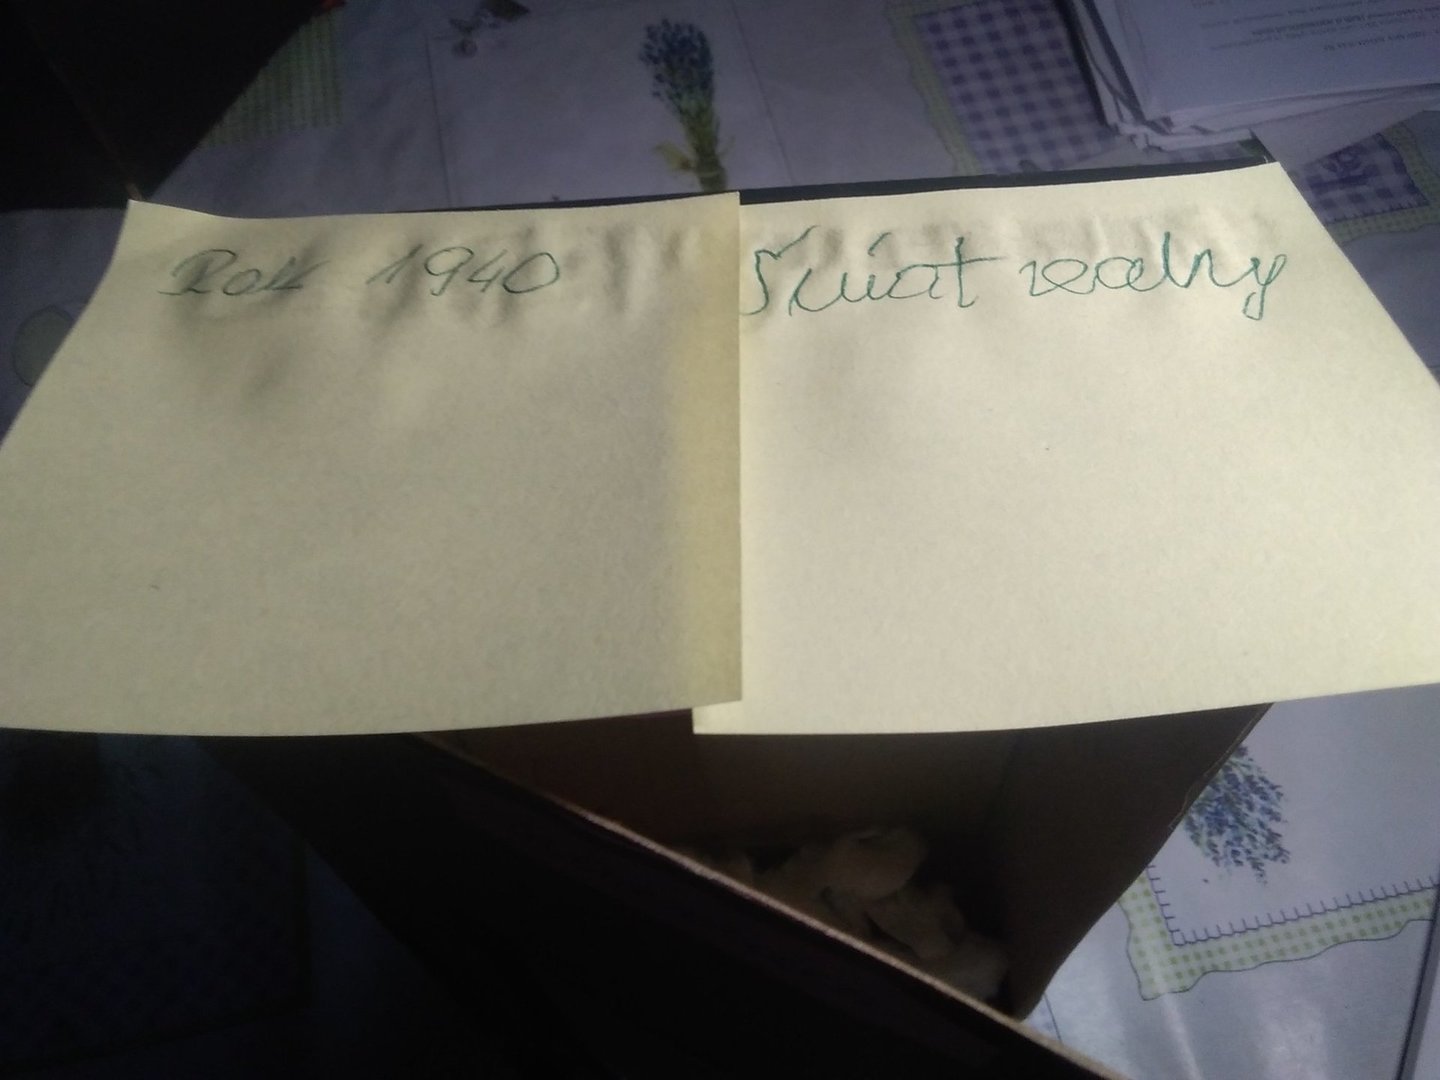 Rok 1940
Świat realny